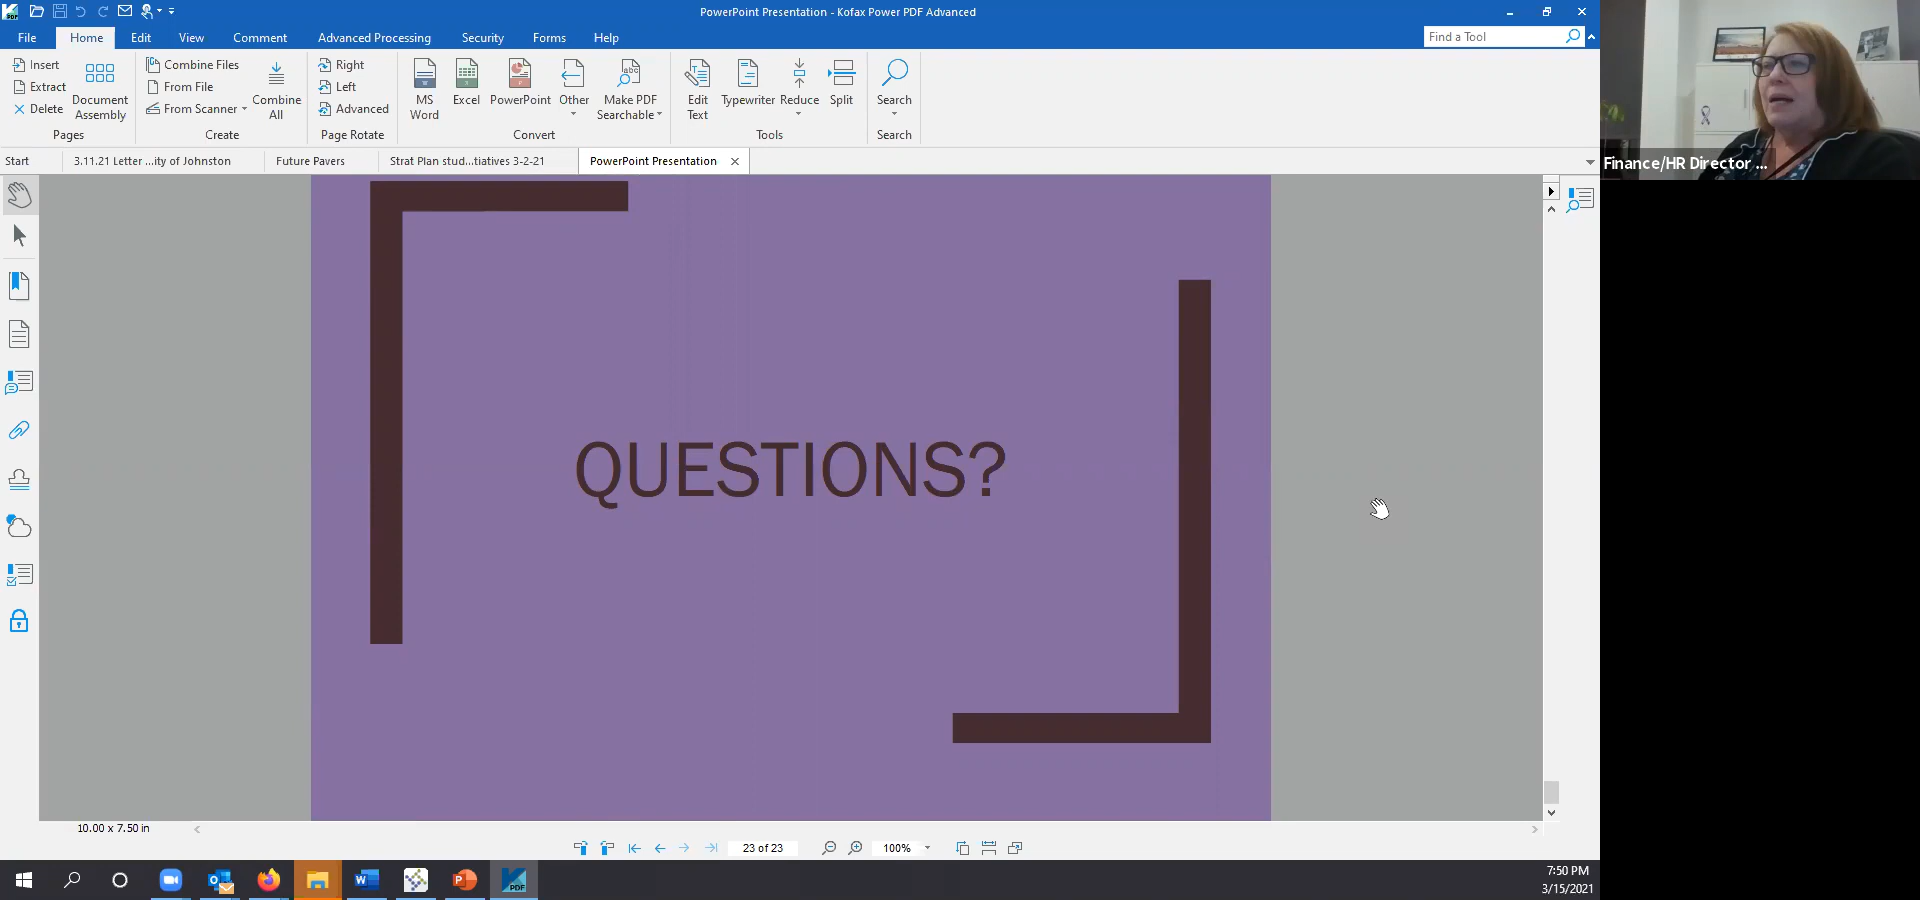 PowerPoint Presentation - Kofax Power PDF Advanced
File Home Edit View Comment Advanced Processing Security Forms Help
Find a Tool
Insert
Extract
Delete
Document
Assembly
Pages
Combine Files
From File
From Scanner
Combine
All
Create
Right
Left
Advanced
Page Rotate
MS
Word
Excel
PowerPoint
Other
Make PDF
Searchable
Convert
Edit
Text
Typewriter
Reduce
Split
Tools
Search
Search
Start
3.11.21 Letter ...ity of Johnston
Future Pavers
Strat Plan stud...tiatives 3-2-21
PowerPoint Presentation
Finance/HR Director ...
QUESTIONS?
10.00 x 7.50 in
23 of 23
100%
7:50 PM
3/15/2021